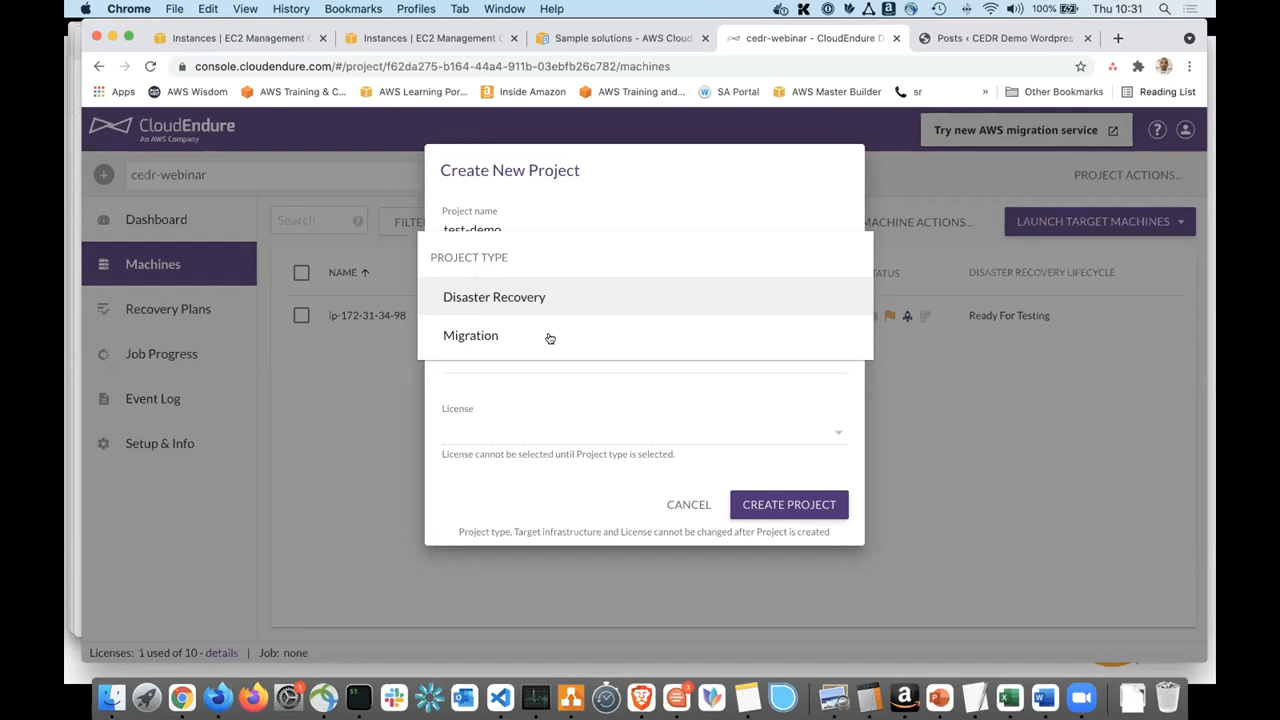 Chrome File Edit View History Bookmarks Profiles Tab Window Help 100% Thu 10:31
Instances | EC2 Management C Instances | EC2 Management C Sample solutions - AWS Cloud cedr-webinar - CloudEndure D Posts ‹ CEDR Demo Wordpres
console.cloudendure.com/#/project/f62da275-b164-44a4-911b-03ebfb26c782/machines
Apps AWS Wisdom AWS Training & C... AWS Learning Por... Inside Amazon AWS Training and... SA Portal AWS Master Builder sr » Other Bookmarks Reading List
CloudEndure
An AWS Company
Try new AWS migration service
cedr-webinar
PROJECT ACTIONS...
Create New Project
Project name
test-demo
PROJECT TYPE
Disaster Recovery
Migration
License
License cannot be selected until Project type is selected.
CANCEL CREATE PROJECT
Project type, Target infrastructure and License cannot be changed after Project is created
Dashboard
Machines
Recovery Plans
Job Progress
Event Log
Setup & Info
Search FILTE ACHINE ACTIONS... LAUNCH TARGET MACHINES
NAME ATUS DISASTER RECOVERY LIFECYCLE
ip-172-31-34-98 Ready For Testing
Licenses: 1 used of 10 - details | Job: none